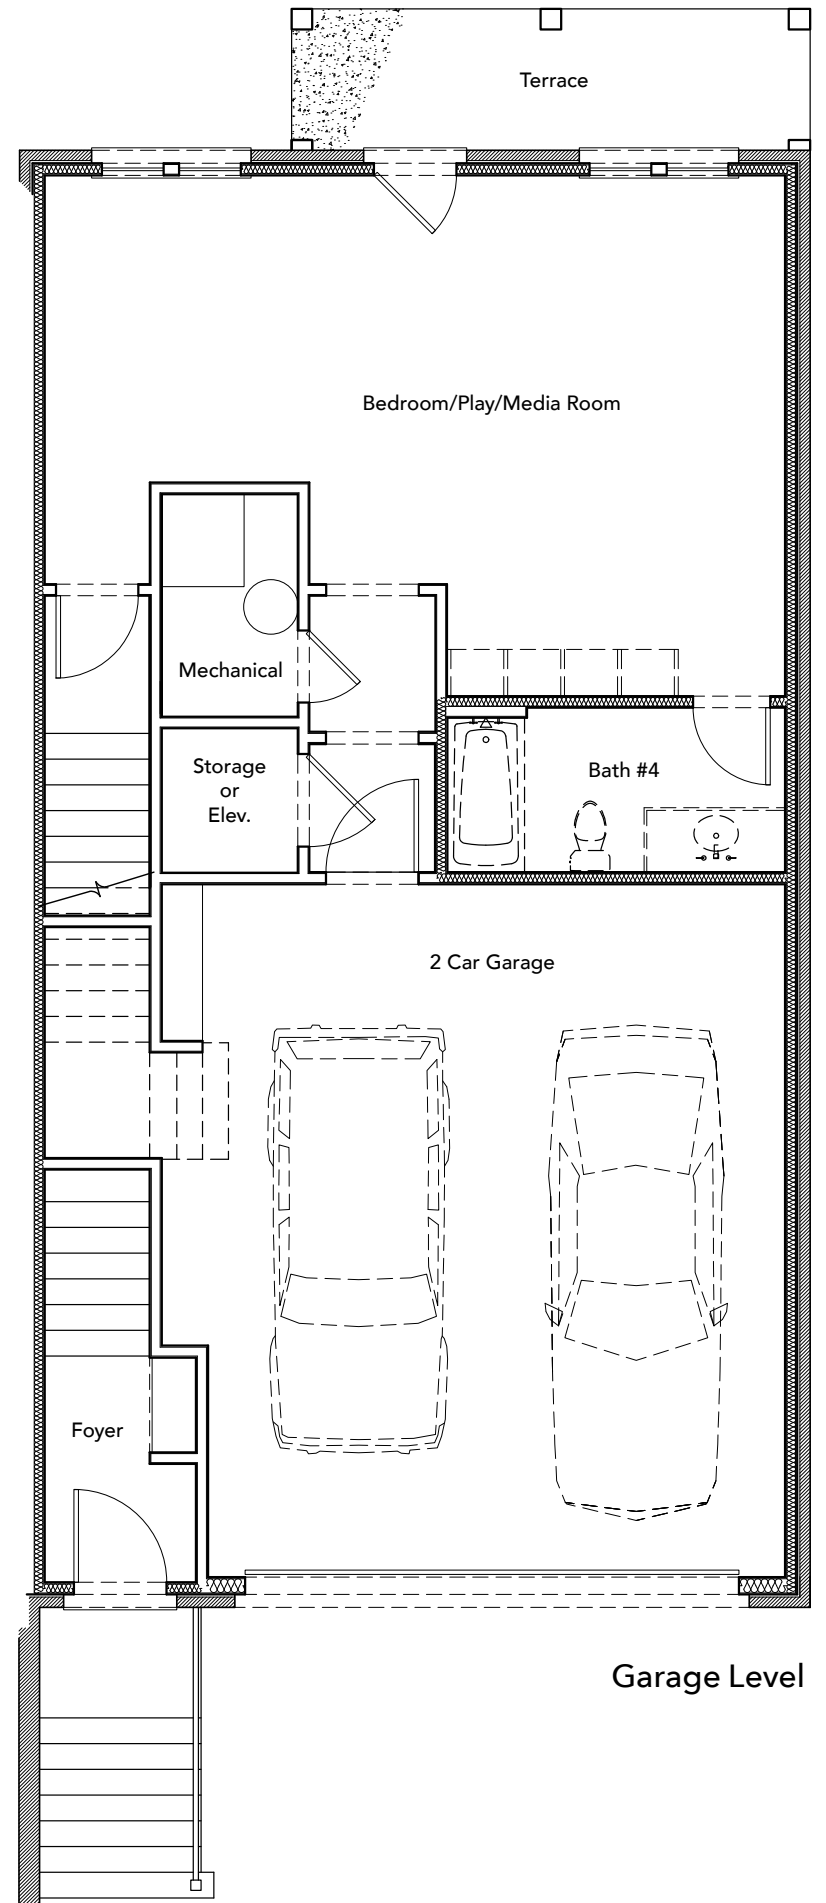 Terrace
Bedroom/Play/Media Room
Mechanical
Storage
or
Elev.
Bath #4
2 Car Garage
Foyer
Garage Level